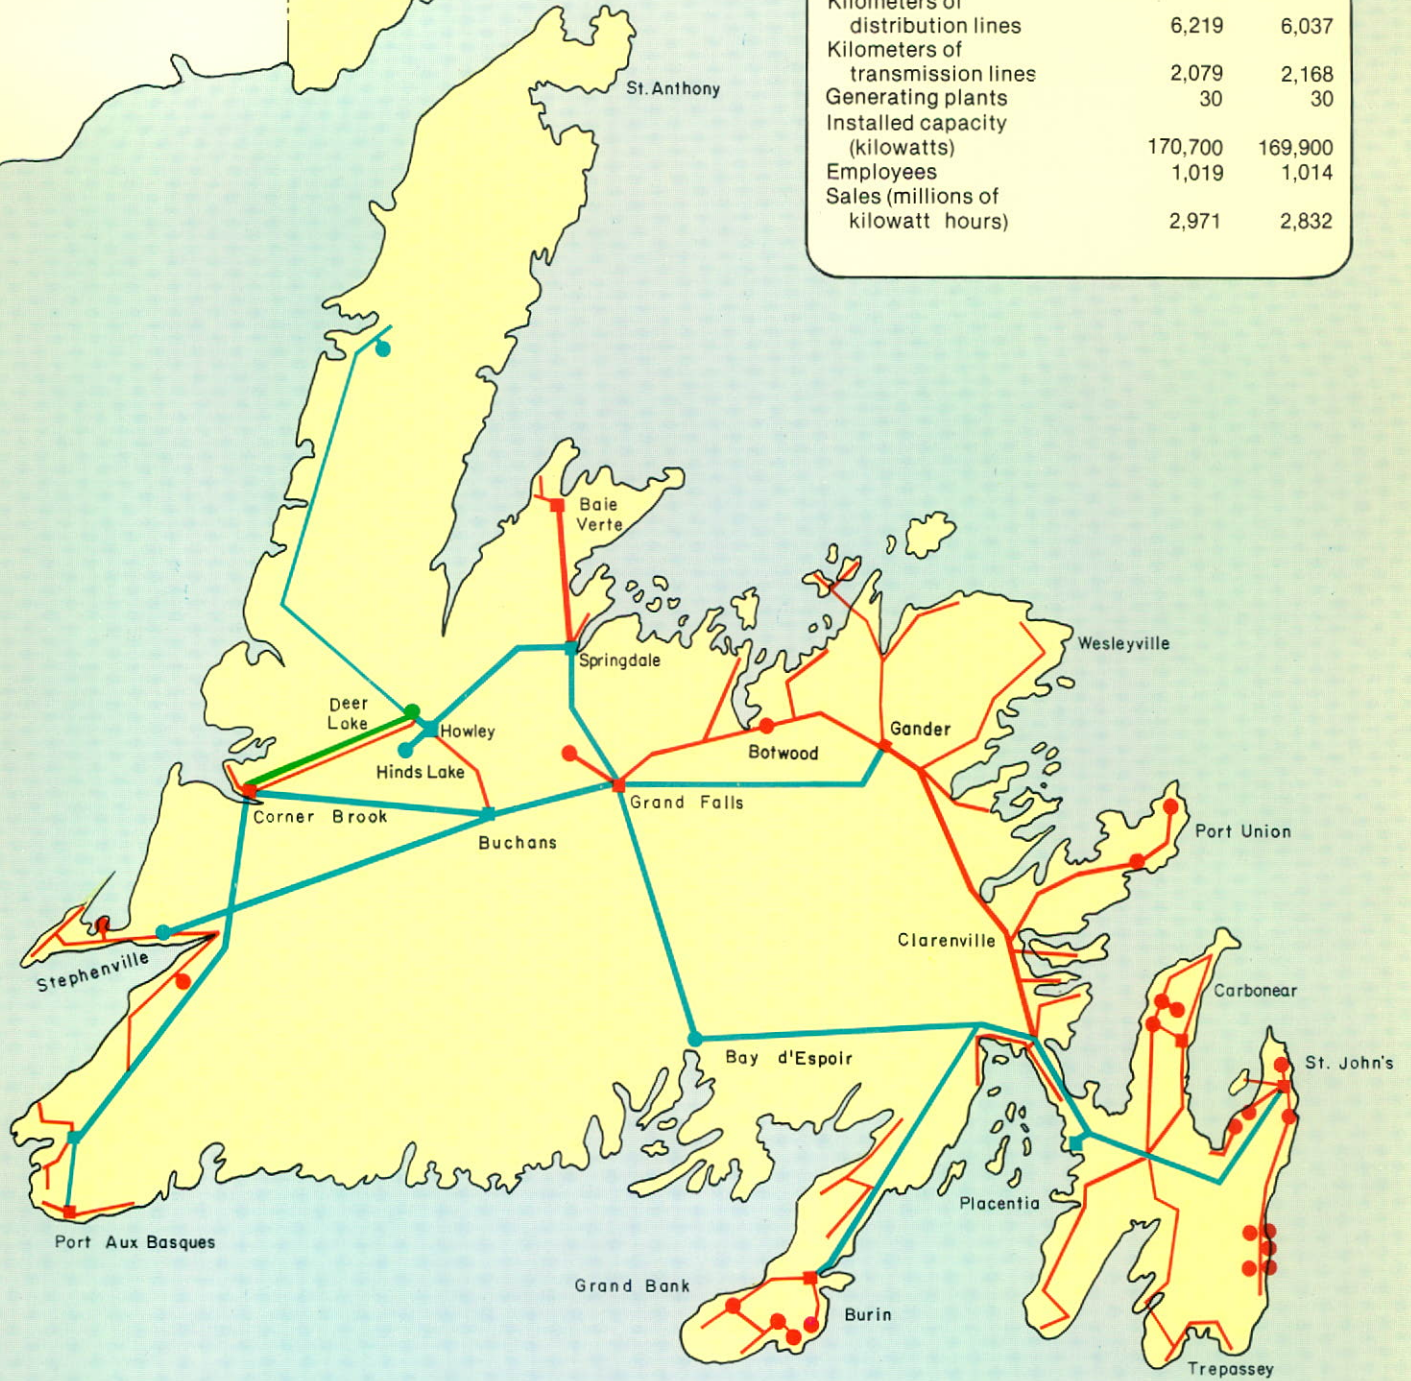 Kilometers of
distribution lines 6,219 6,037
Kilometers of
transmission lines 2,079 2,168
Generating plants 30 30
Installed capacity
(kilowatts) 170,700 169,900
Employees 1,019 1,014
Sales (millions of
kilowatt hours) 2,971 2,832
St. Anthony
Baie
Verte
Wesleyville
Springdale
Deer
Lake
Howley
Gander
Botwood
Hinds Lake
Grand Falls
Corner Brook
Port Union
Buchans
Clarenville
Stephenville
Carbonear
Bay d'Espoir
St. John's
Placentia
Port Aux Basques
Grand Bank
Burin
Trepassey